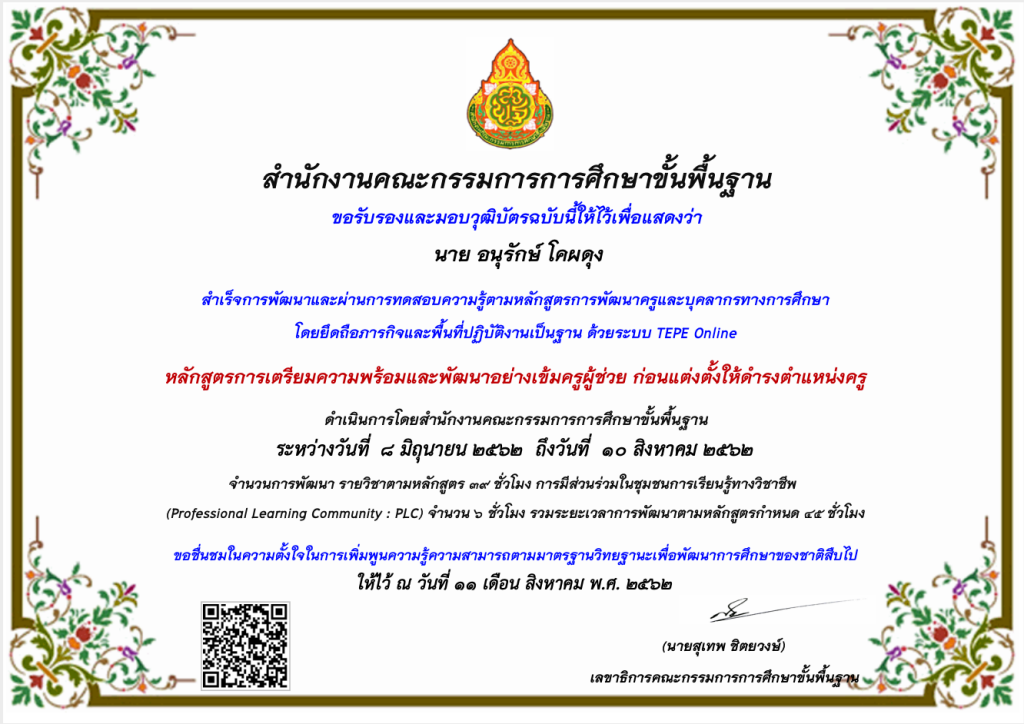 สำนักงานคณะกรรมการการศึกษาขั้นพื้นฐาน
ขอรับรองและมอบวุฒิบัตรฉบับนี้ให้ไว้เพื่อแสดงว่า
นาย อนุรักษ์ โคผดุง
สำเร็จการพัฒนาและผ่านการทดสอบความรู้ตามหลักสูตรการพัฒนาครูและบุคลากรทางการศึกษา
โดยยึดถือภารกิจและพื้นที่ปฏิบัติงานเป็นฐาน ด้วยระบบ TEPE Online
หลักสูตรการเตรียมความพร้อมและพัฒนาอย่างเข้มครูผู้ช่วย ก่อนแต่งตั้งให้ดำรงตำแหน่งครู
ดำเนินการโดยสำนักงานคณะกรรมการการศึกษาขั้นพื้นฐาน
ระหว่างวันที่ ๘ มิถุนายน ๒๕๖๒ ถึงวันที่ ๑๐ สิงหาคม ๒๕๖๒
จำนวนการพัฒนา รายวิชาตามหลักสูตร ๓๙ ชั่วโมง การมีส่วนร่วมในชุมชนการเรียนรู้ทางวิชาชีพ
(Professional Learning Community : PLC) จำนวน ๖ ชั่วโมง รวมระยะเวลาการพัฒนาตามหลักสูตรกำหนด ๔๕ ชั่วโมง
ขอชื่นชมในความตั้งใจในการเพิ่มพูนความรู้ความสามารถตามมาตรฐานวิทยฐานะเพื่อพัฒนาการศึกษาของชาติสืบไป
ให้ไว้ ณ วันที่ ๑๑ เดือน สิงหาคม พ.ศ. ๒๕๖๒
(นายสุเทพ ชิตยวงษ์)
เลขาธิการคณะกรรมการการศึกษาขั้นพื้นฐาน